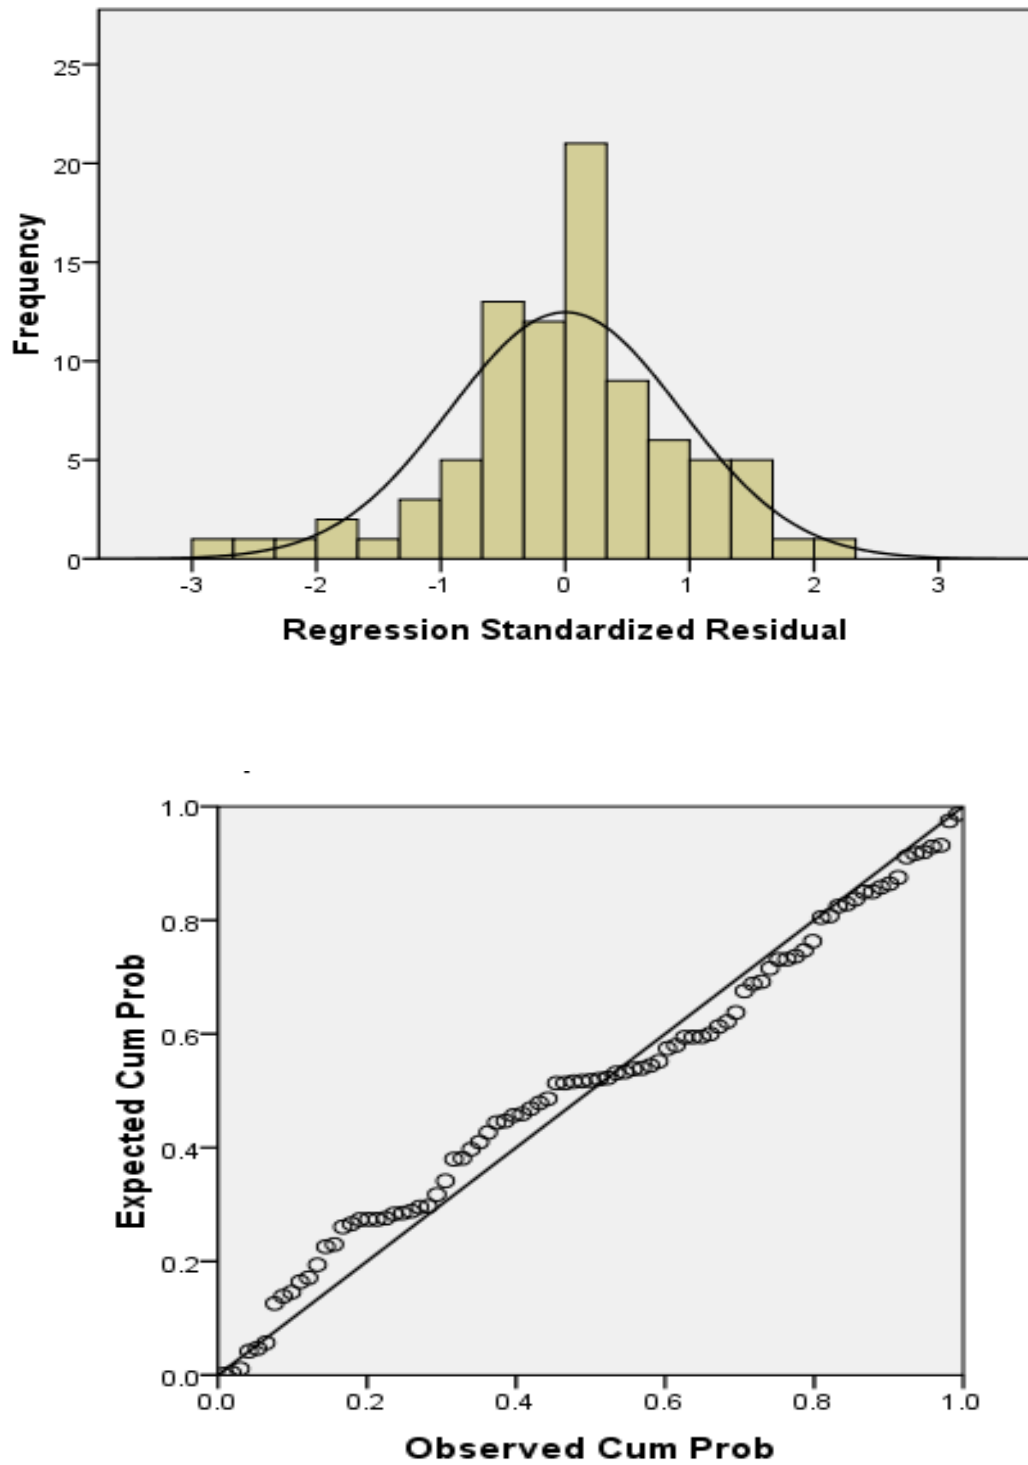 25
20
15
10
5
0
Frequency
-3 -2 -1 0 1 2 3
Regression Standardized Residual
-
1.0
0.8
0.6
0.4
0.2
0.0
Expected Cum Prob
0.0 0.2 0.4 0.6 0.8 1.0
Observed Cum Prob